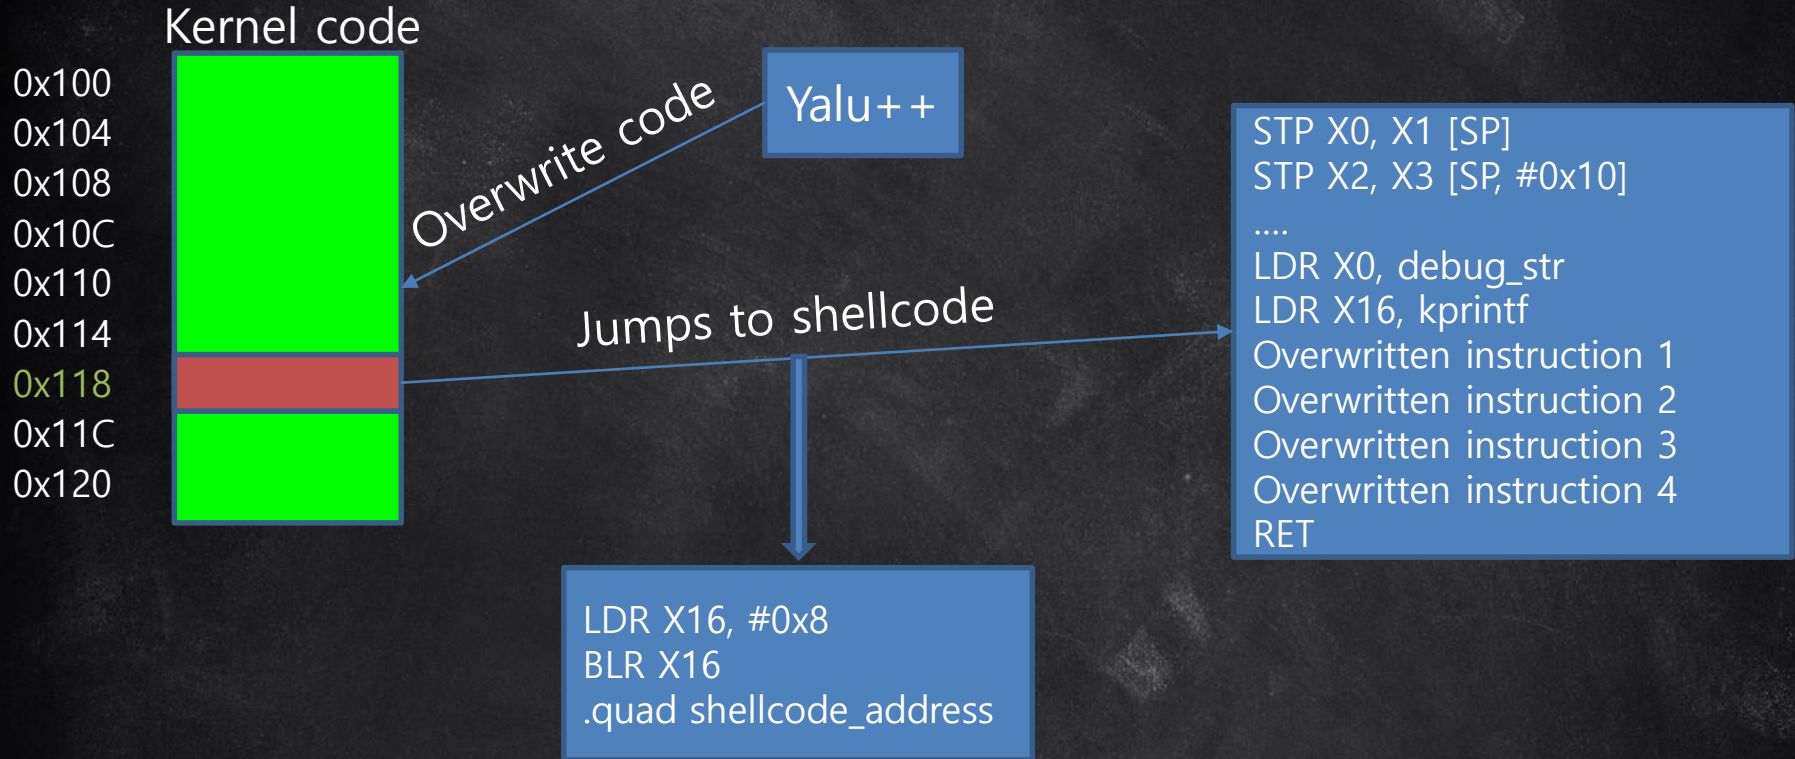 Kernel code
0x100
0x104
0x108
0x10C
0x110
0x114
0x118
0x11C
0x120
Overwrite code
Yalu++
Jumps to shellcode
STP X0, X1 [SP]
STP X2, X3 [SP, #0x10]
....
LDR X0, debug_str
LDR X16, kprintf
Overwritten instruction 1
Overwritten instruction 2
Overwritten instruction 3
Overwritten instruction 4
RET
LDR X16, #0x8
BLR X16
.quad shellcode_address